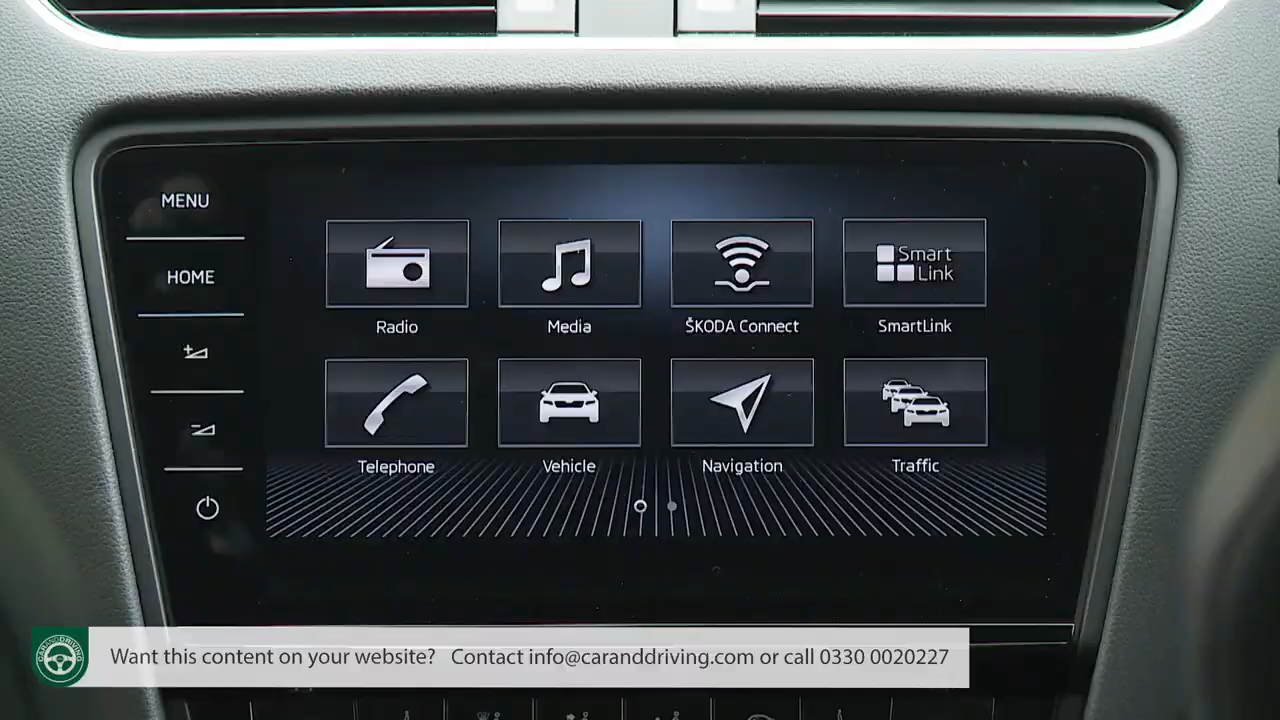 MENU
HOME
Smart
Link
Radio
Media
ŠKODA Connect
SmartLink
Telephone
Vehicle
Navigation
Traffic
CARANDDRIVING
Want this content on your website? Contact info@caranddriving.com or call 0330 0020227